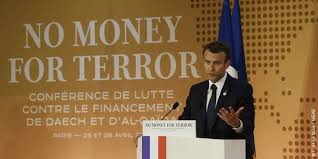 NO MONEY
FOR TERROR
CONFÉRENCE DE LUTTE
CONTRE LE FINANCEMENT
DE DAECH ET D'AL-QAIDA
PARIS - 25 ET 26 AVRIL
NO MONEY FOR TERROR